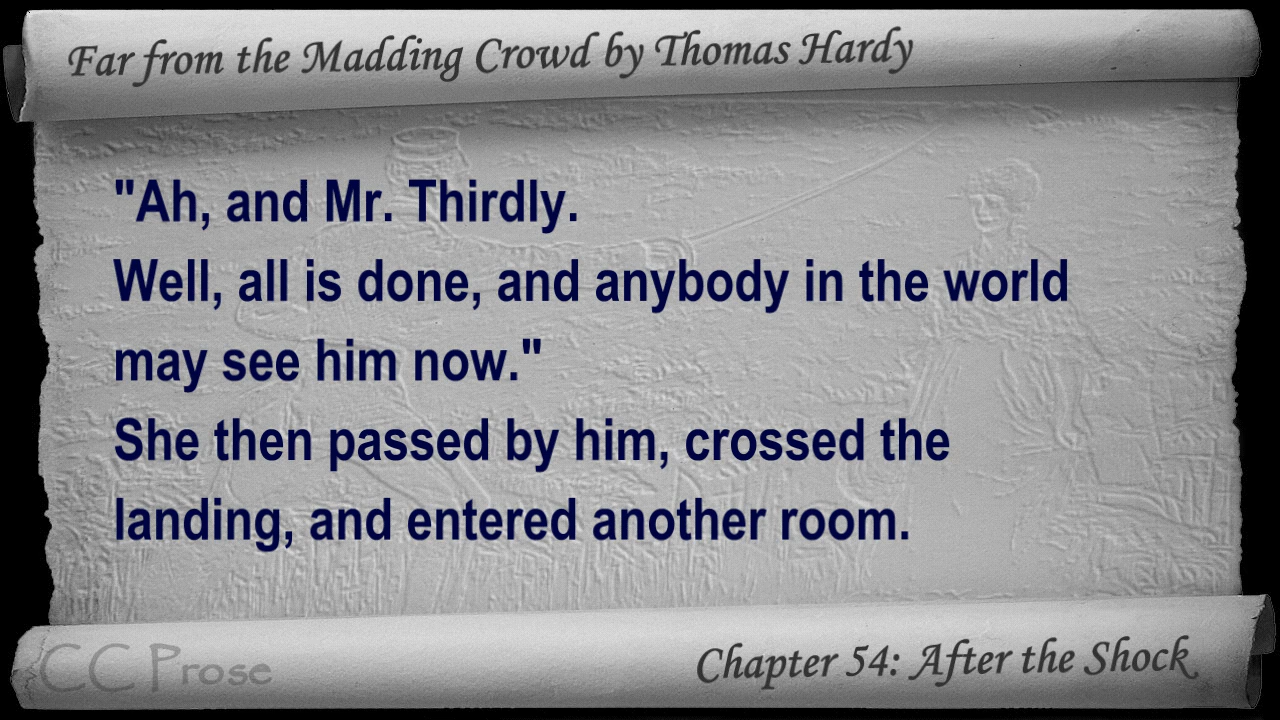 Far from the Madding Crowd by Thomas Hardy
"Ah, and Mr. Thirdly.
Well, all is done, and anybody in the world
may see him now."
She then passed by him, crossed the
landing, and entered another room.
CC Prose
Chapter 54: After the Shock